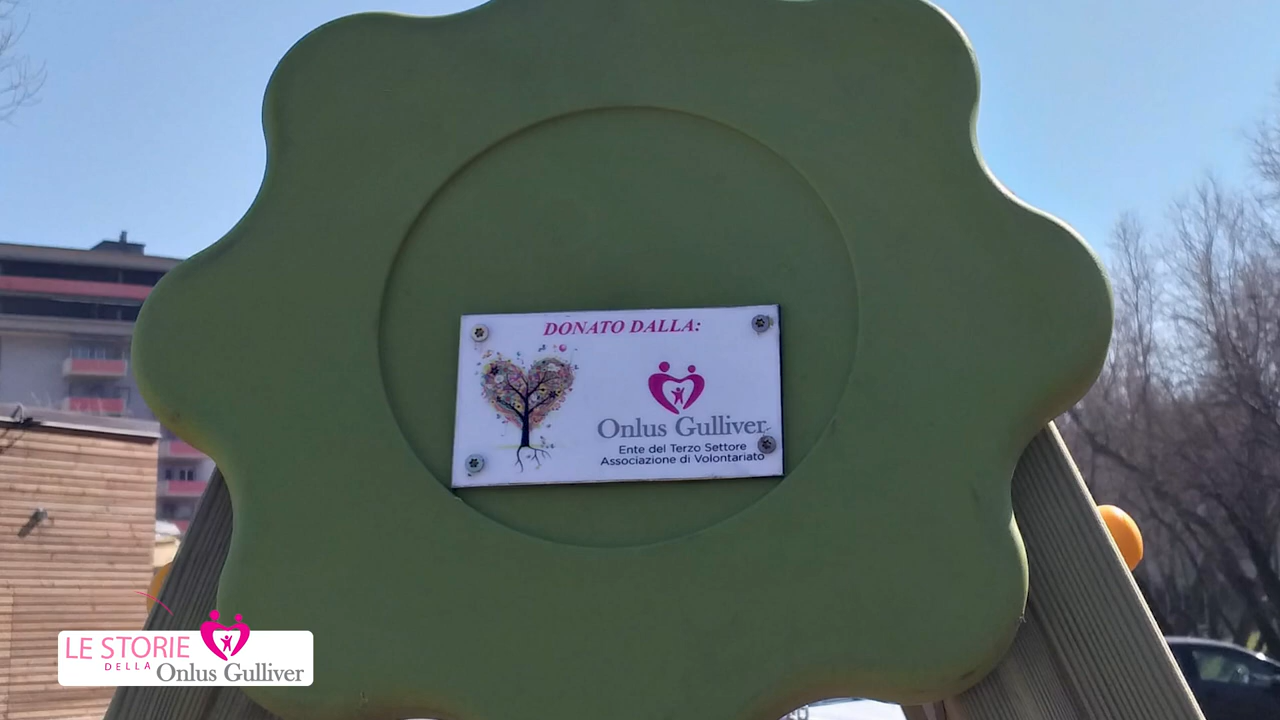 DONATO DALLA:
Onlus Gulliver
Ente del Terzo Settore
Associazione di Volontariato
LE STORIE
DELLA
Onlus Gulliver